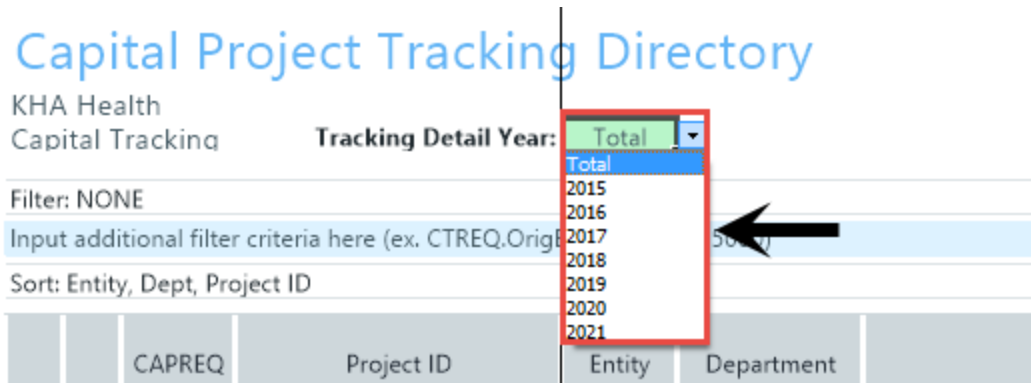 Capital Project Tracking Directory
KHA Health
Capital Tracking
Tracking Detail Year: Total
Total
2015
2016
2017
2018
2019
2020
2021
Filter: NONE
Input additional filter criteria here (ex. CTREQ.Orig
Sort: Entity, Dept, Project ID
CAPREQ Project ID Entity Department